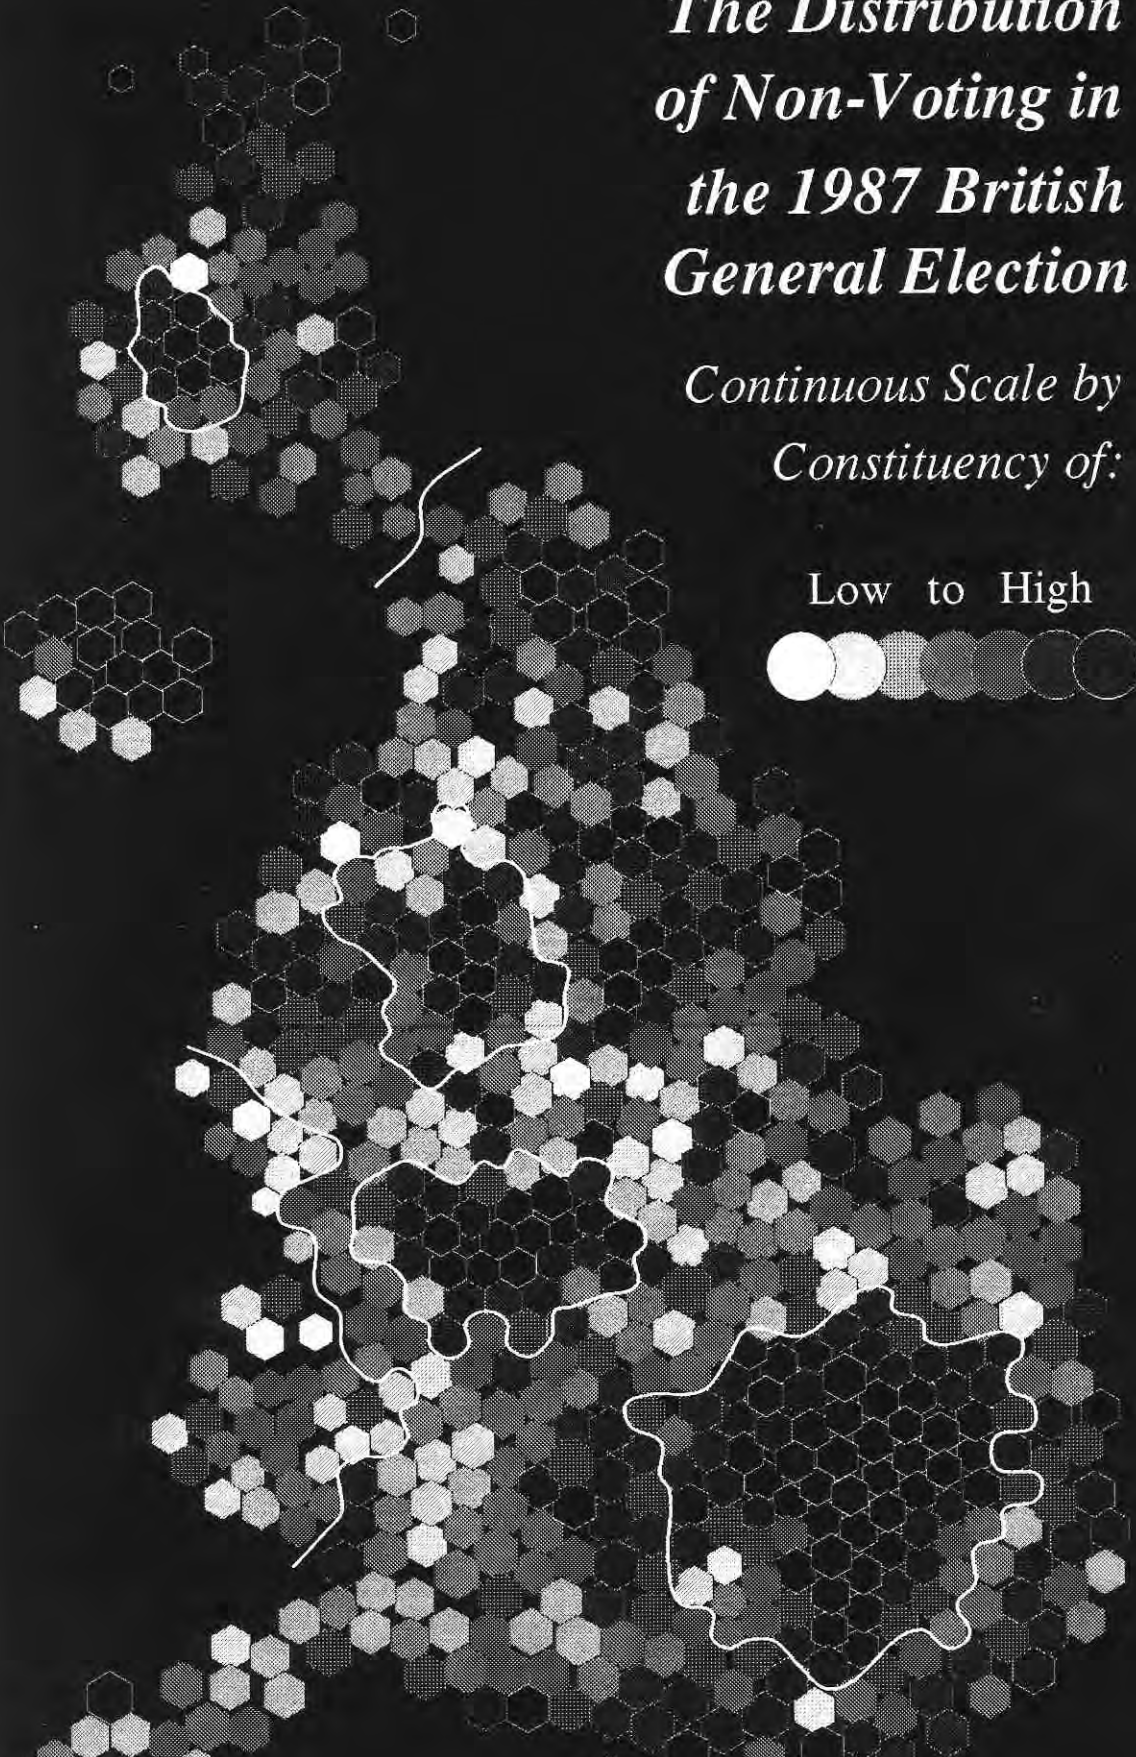 The Distribution
of Non-Voting in
the 1987 British
General Election
Continuous Scale by
Constituency of:
Low to High